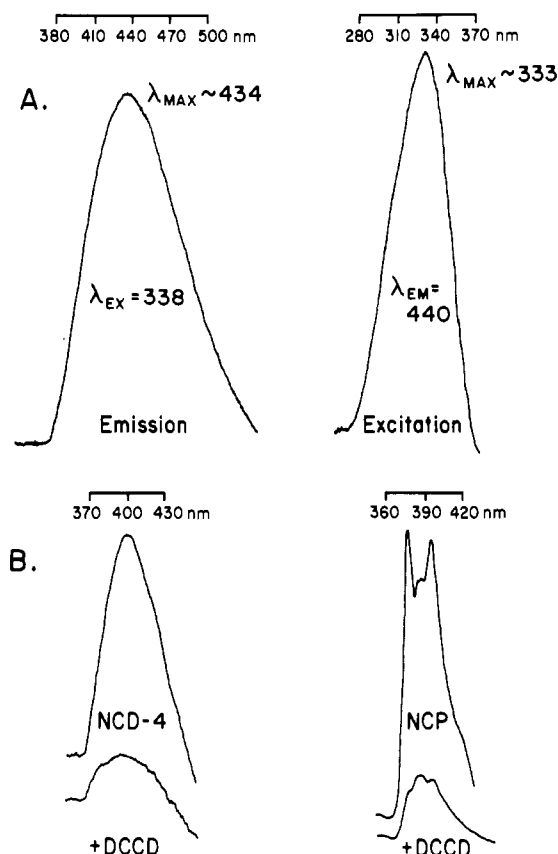 380 410 440 470 500 nm
280 310 340 370 nm
A.
λMAX ~434
λMAX ~333
λEX = 338
λEM =
440
Emission
Excitation
370 400 430 nm
360 390 420 nm
B.
NCD-4
NCP
+DCCD
+DCCD